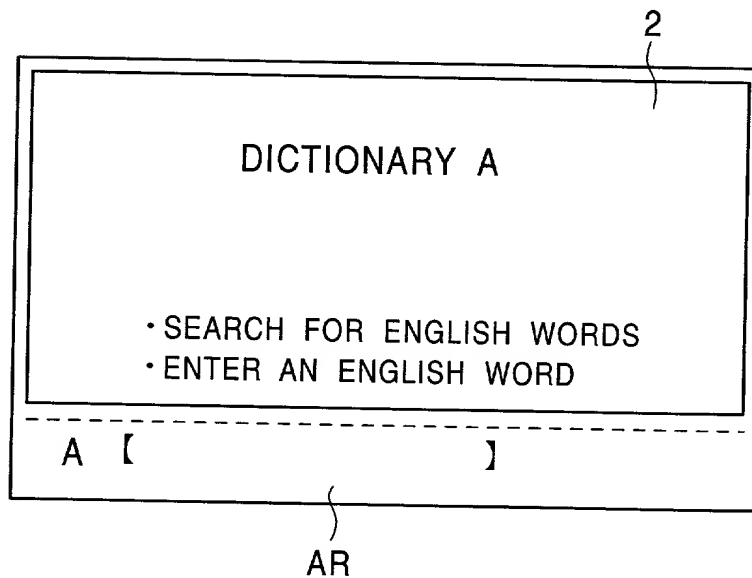 2
DICTIONARY A
・SEARCH FOR ENGLISH WORDS
・ENTER AN ENGLISH WORD
A 【 】
AR